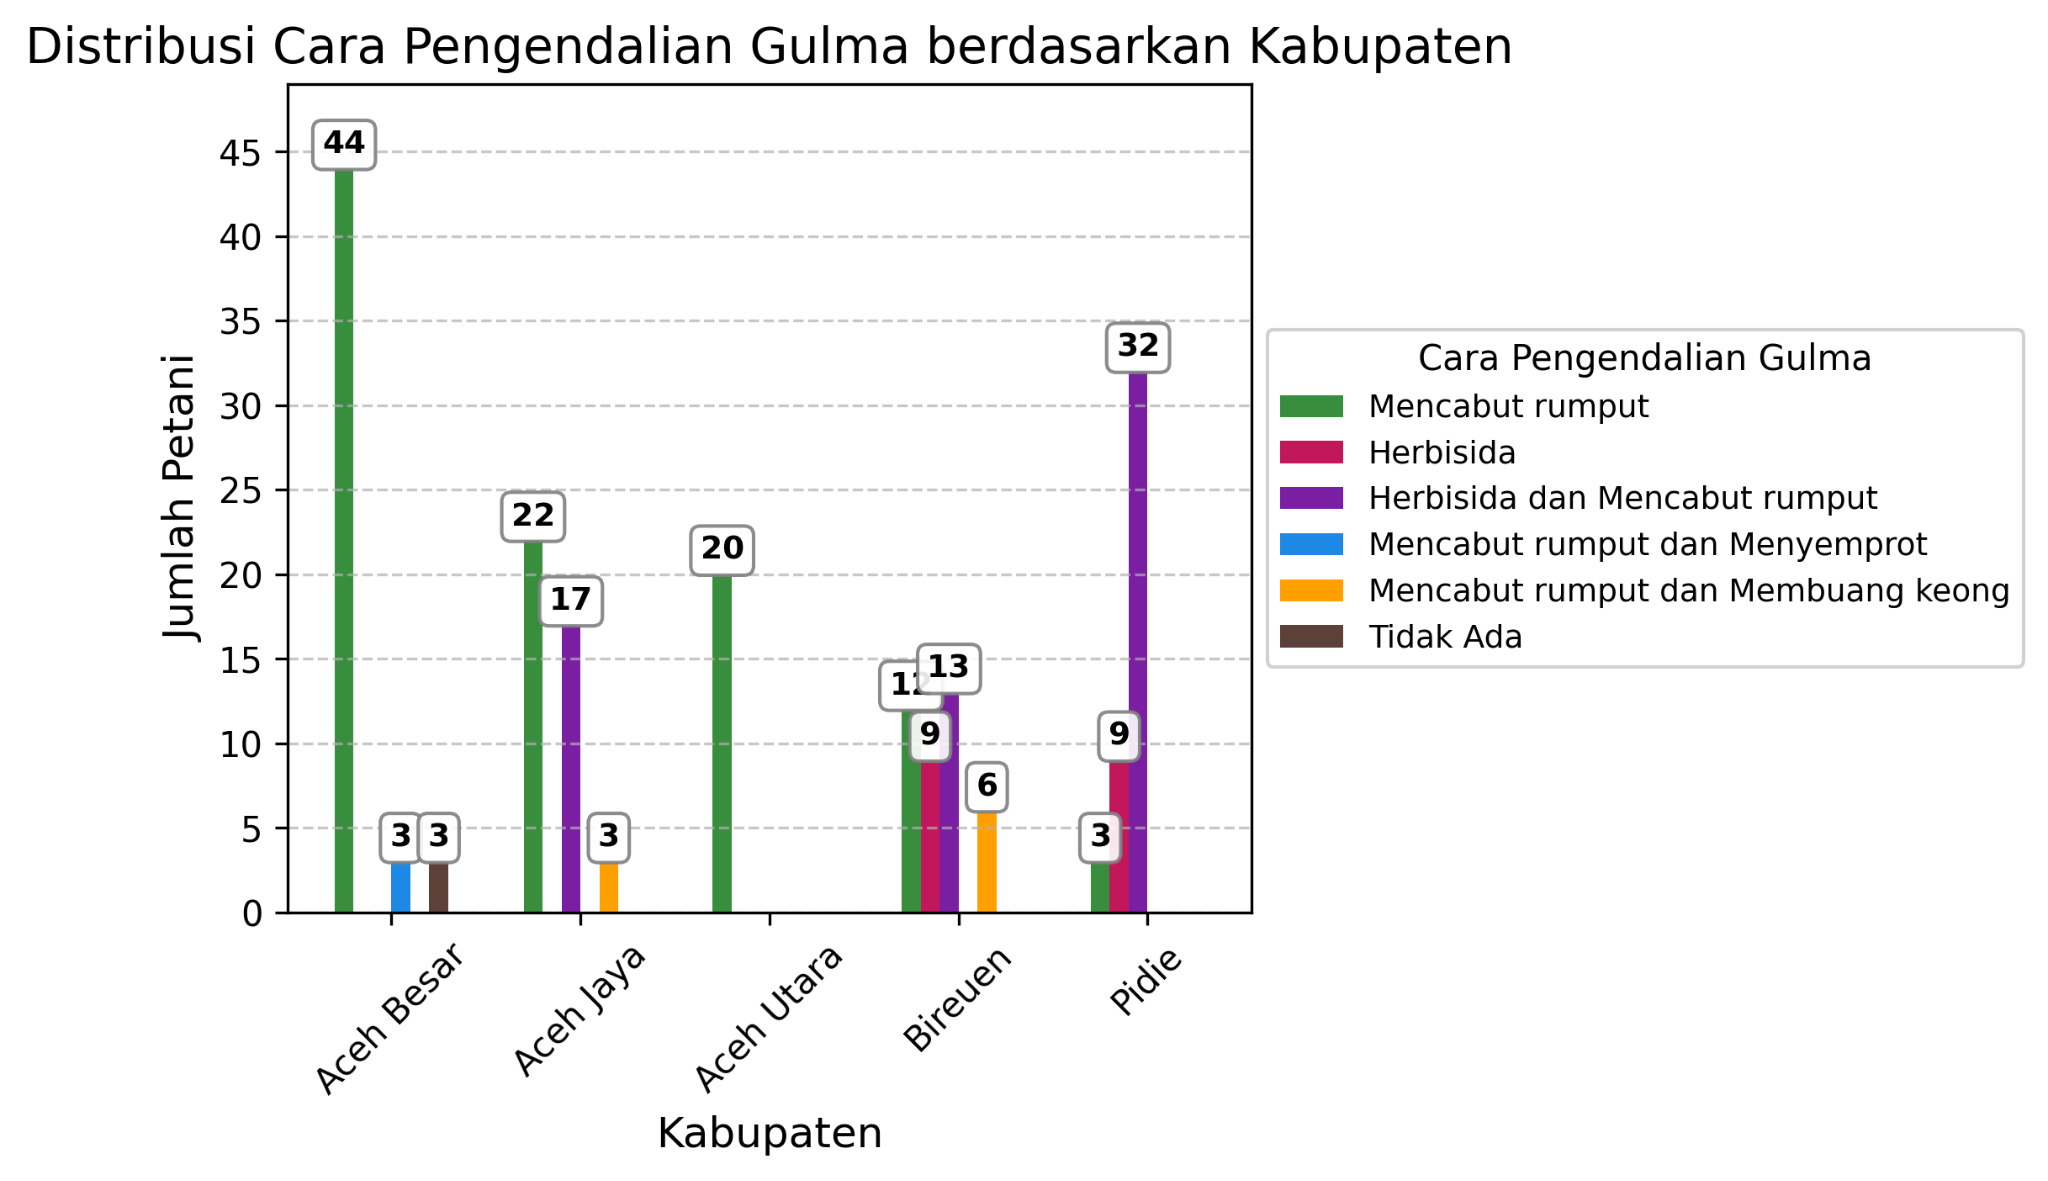 Distribusi Cara Pengendalian Gulma berdasarkan Kabupaten
Jumlah Petani
45
40
35
30
25
20
15
10
5
0
44
3
3
22
17
3
20
12
9
13
6
3
9
32
Aceh Besar
Aceh Jaya
Aceh Utara
Bireuen
Pidie
Kabupaten
Cara Pengendalian Gulma
Mencabut rumput
Herbisida
Herbisida dan Mencabut rumput
Mencabut rumput dan Menyemprot
Mencabut rumput dan Membuang keong
Tidak Ada